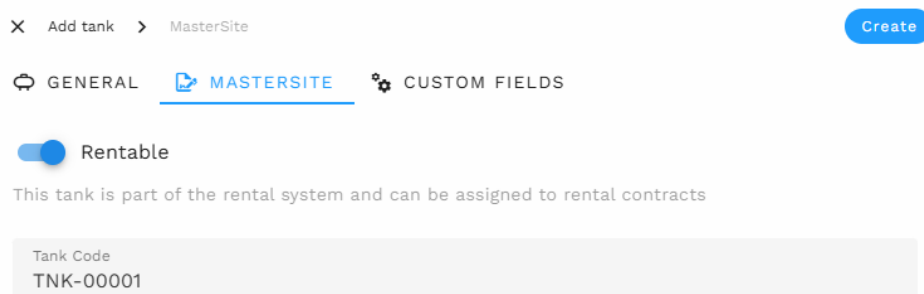 Add tank > MasterSite Create
GENERAL MASTERSITE CUSTOM FIELDS
Rentable
This tank is part of the rental system and can be assigned to rental contracts
Tank Code
TNK-00001